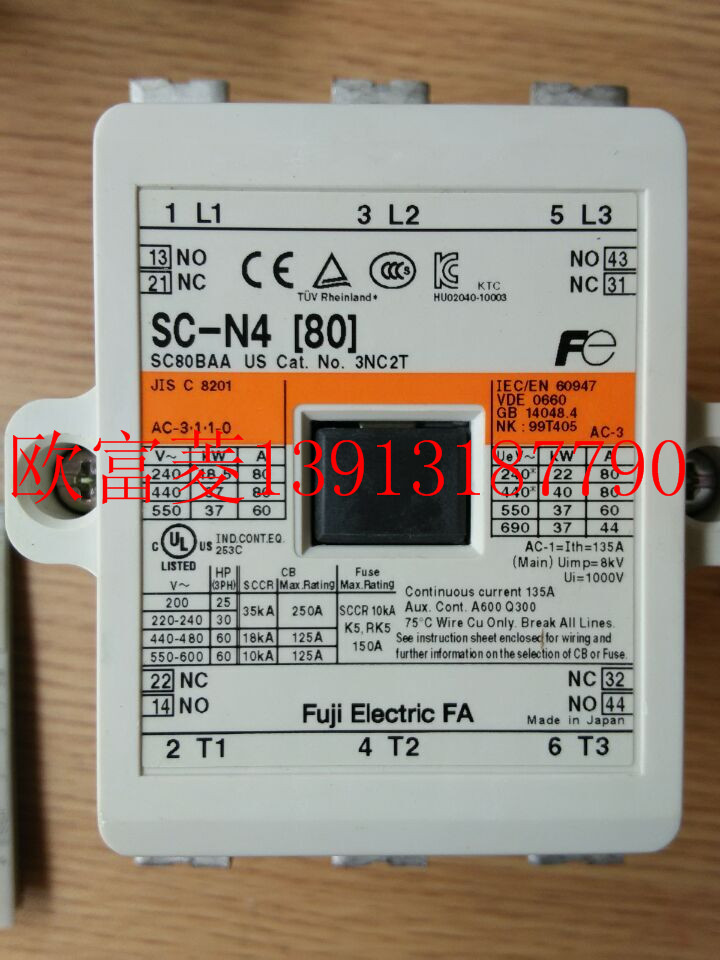 1 L1 3 L2 5 L3
13 NO NO 43
21 NC NC 31
CE TÜV Rheinland CCC S KC KTC
HU02040-10003
SC-N4 [80]
SC80BAA US Cat. No. 3NC2T
Fe
JIS C 8201
AC-3·1·1-0
IEC/EN 60947
VDE 0660
GB 14048.4
NK : 99T405 AC-3
欧富菱13913187790
V~ kW A
240 80
440 80
550 37 60
Ue V~ kW A
240* 22 80
440* 40 80
550 37 60
690 37 44
C UL US IND.CONT.EQ.
LISTED 253C
AC-1=Ith=135A
(Main) Uimp=8kV
Ui=1000V
V~ HP (3PH) SCCR CB Max.Rating Fuse Max.Rating
200 25 35kA 250A SCCR 10kA
220-240 30 K5, RK5
440-480 60 18kA 125A 150A
550-600 60 10kA 125A
Continuous current 135A
Aux. Cont. A600 Q300
75°C Wire Cu Only. Break All Lines.
See instruction sheet enclosed for wiring and
further information on the selection of CB or Fuse.
22 NC NC 32
14 NO NO 44
Fuji Electric FA
Made in Japan
2 T1 4 T2 6 T3